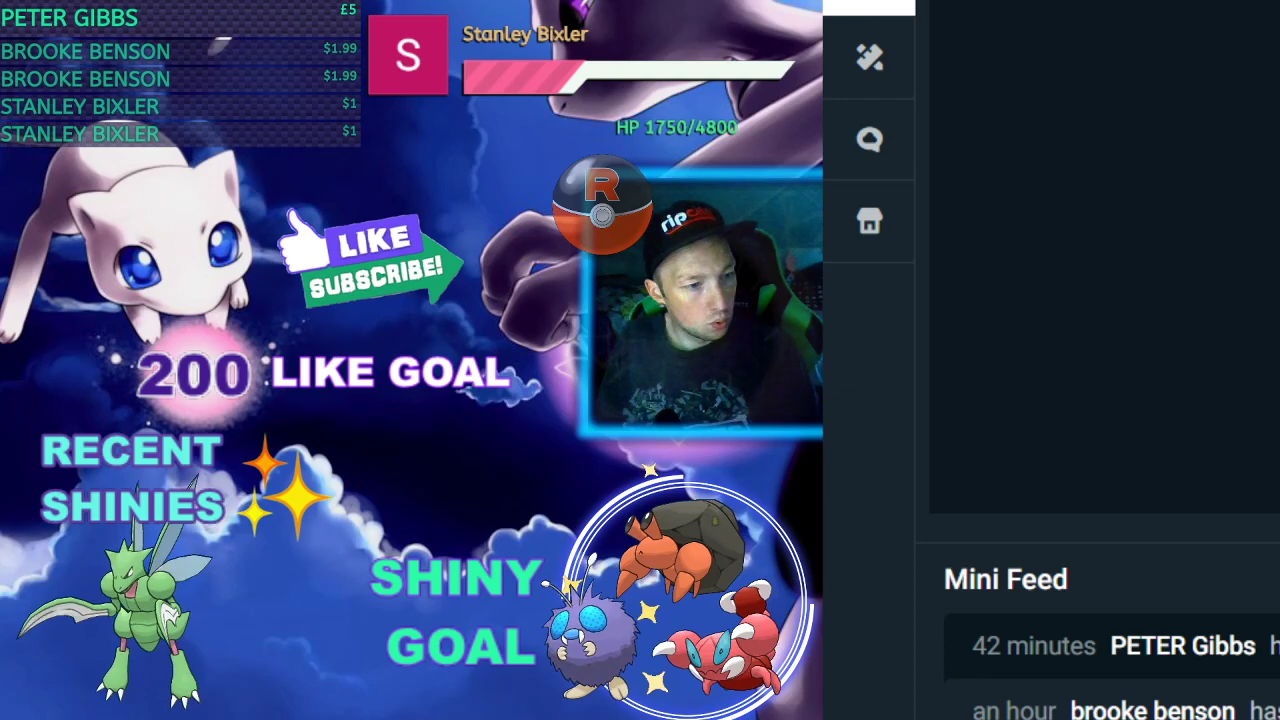 PETER GIBBS £5
BROOKE BENSON $1.99
BROOKE BENSON $1.99
STANLEY BIXLER $1
STANLEY BIXLER $1
S
Stanley Bixler
HP 1750/4800
R
LIKE
SUBSCRIBE!
200 LIKE GOAL
RECENT
SHINIES
SHINY
GOAL
Mini Feed
42 minutes PETER Gibbs
an hour brooke benson